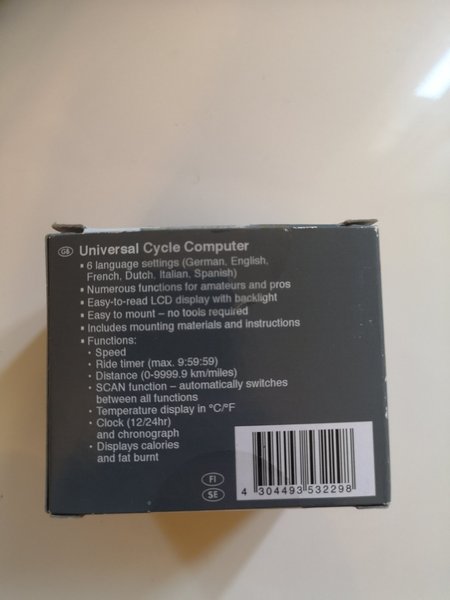 GB Universal Cycle Computer
▪ 6 language settings (German, English,
French, Dutch, Italian, Spanish)
▪ Numerous functions for amateurs and pros
▪ Easy-to-read LCD display with backlight
▪ Easy to mount – no tools required
▪ Includes mounting materials and instructions
▪ Functions:
• Speed
• Ride timer (max. 9:59:59)
• Distance (0-9999.9 km/miles)
• SCAN function – automatically switches
between all functions
• Temperature display in °C/°F
• Clock (12/24hr)
and chronograph
• Displays calories
and fat burnt
FI
SE
4 304493 532298